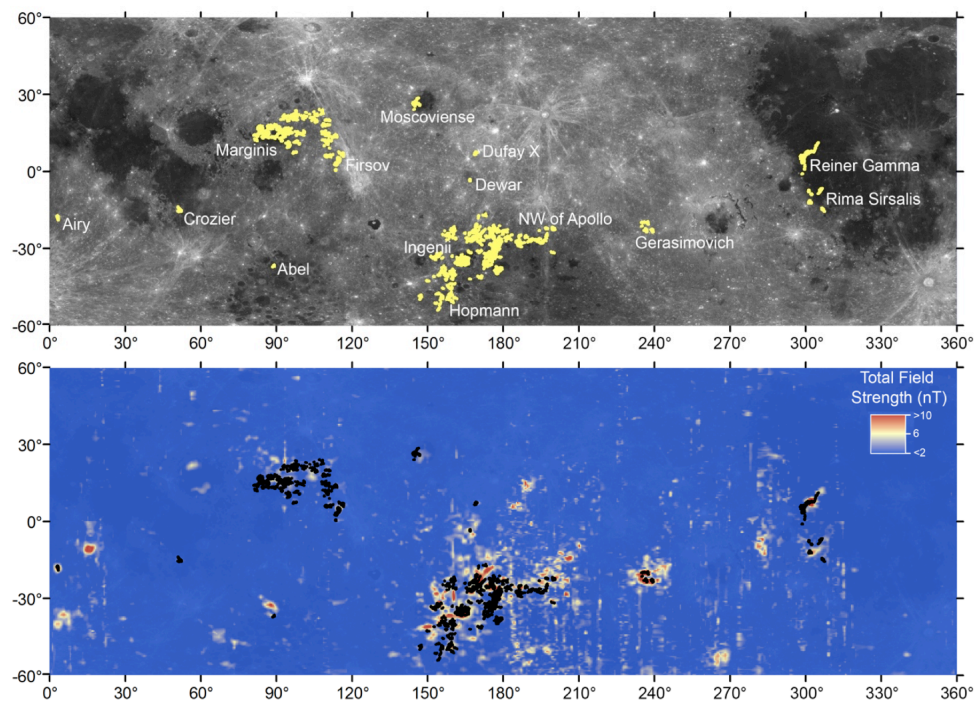 60°
30°
0°
-30°
-60°
Moscoviense
Marginis
Firsov
Dufay X
Dewar
Reiner Gamma
Rima Sirsalis
Airy
Crozier
NW of Apollo
Ingenii
Gerasimovich
Abel
Hopmann
0° 30° 60° 90° 120° 150° 180° 210° 240° 270° 300° 330° 360°
60°
30°
0°
-30°
-60°
Total Field
Strength (nT)
>10
6
<2
0° 30° 60° 90° 120° 150° 180° 210° 240° 270° 300° 330° 360°